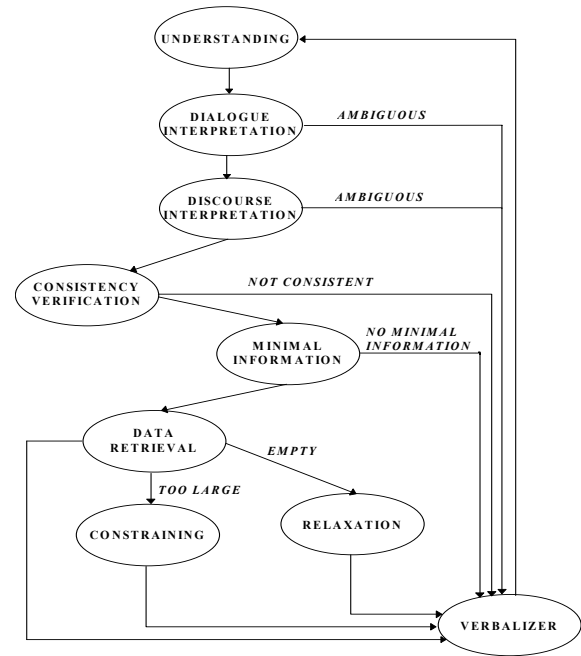 UNDERSTANDING
DIALOGUE
INTERPRETATION
AMBIGUOUS
DISCOURSE
INTERPRETATION
AMBIGUOUS
CONSISTENCY
VERIFICATION
NOT CONSISTENT
MINIMAL
INFORMATION
NO MINIMAL
INFORMATION
DATA
RETRIEVAL
EMPTY
TOO LARGE
CONSTRAINING
RELAXATION
VERBALIZER